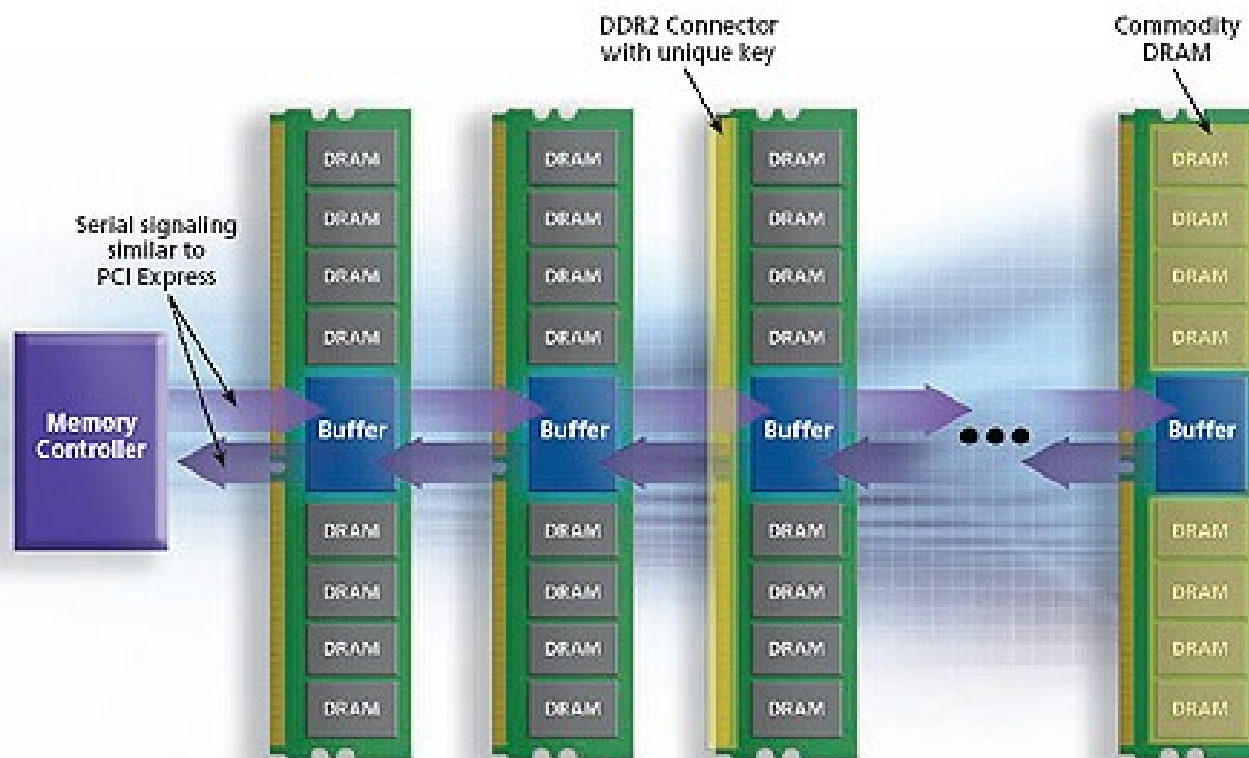 DDR2 Connector
with unique key
Commodity
DRAM
Serial signaling
similar to
PCI Express
DRAM DRAM DRAM DRAM
DRAM DRAM DRAM DRAM
DRAM DRAM DRAM DRAM
DRAM DRAM DRAM DRAM
Memory
Controller
Buffer Buffer Buffer Buffer
DRAM DRAM DRAM DRAM
DRAM DRAM DRAM DRAM
DRAM DRAM DRAM DRAM
DRAM DRAM DRAM DRAM